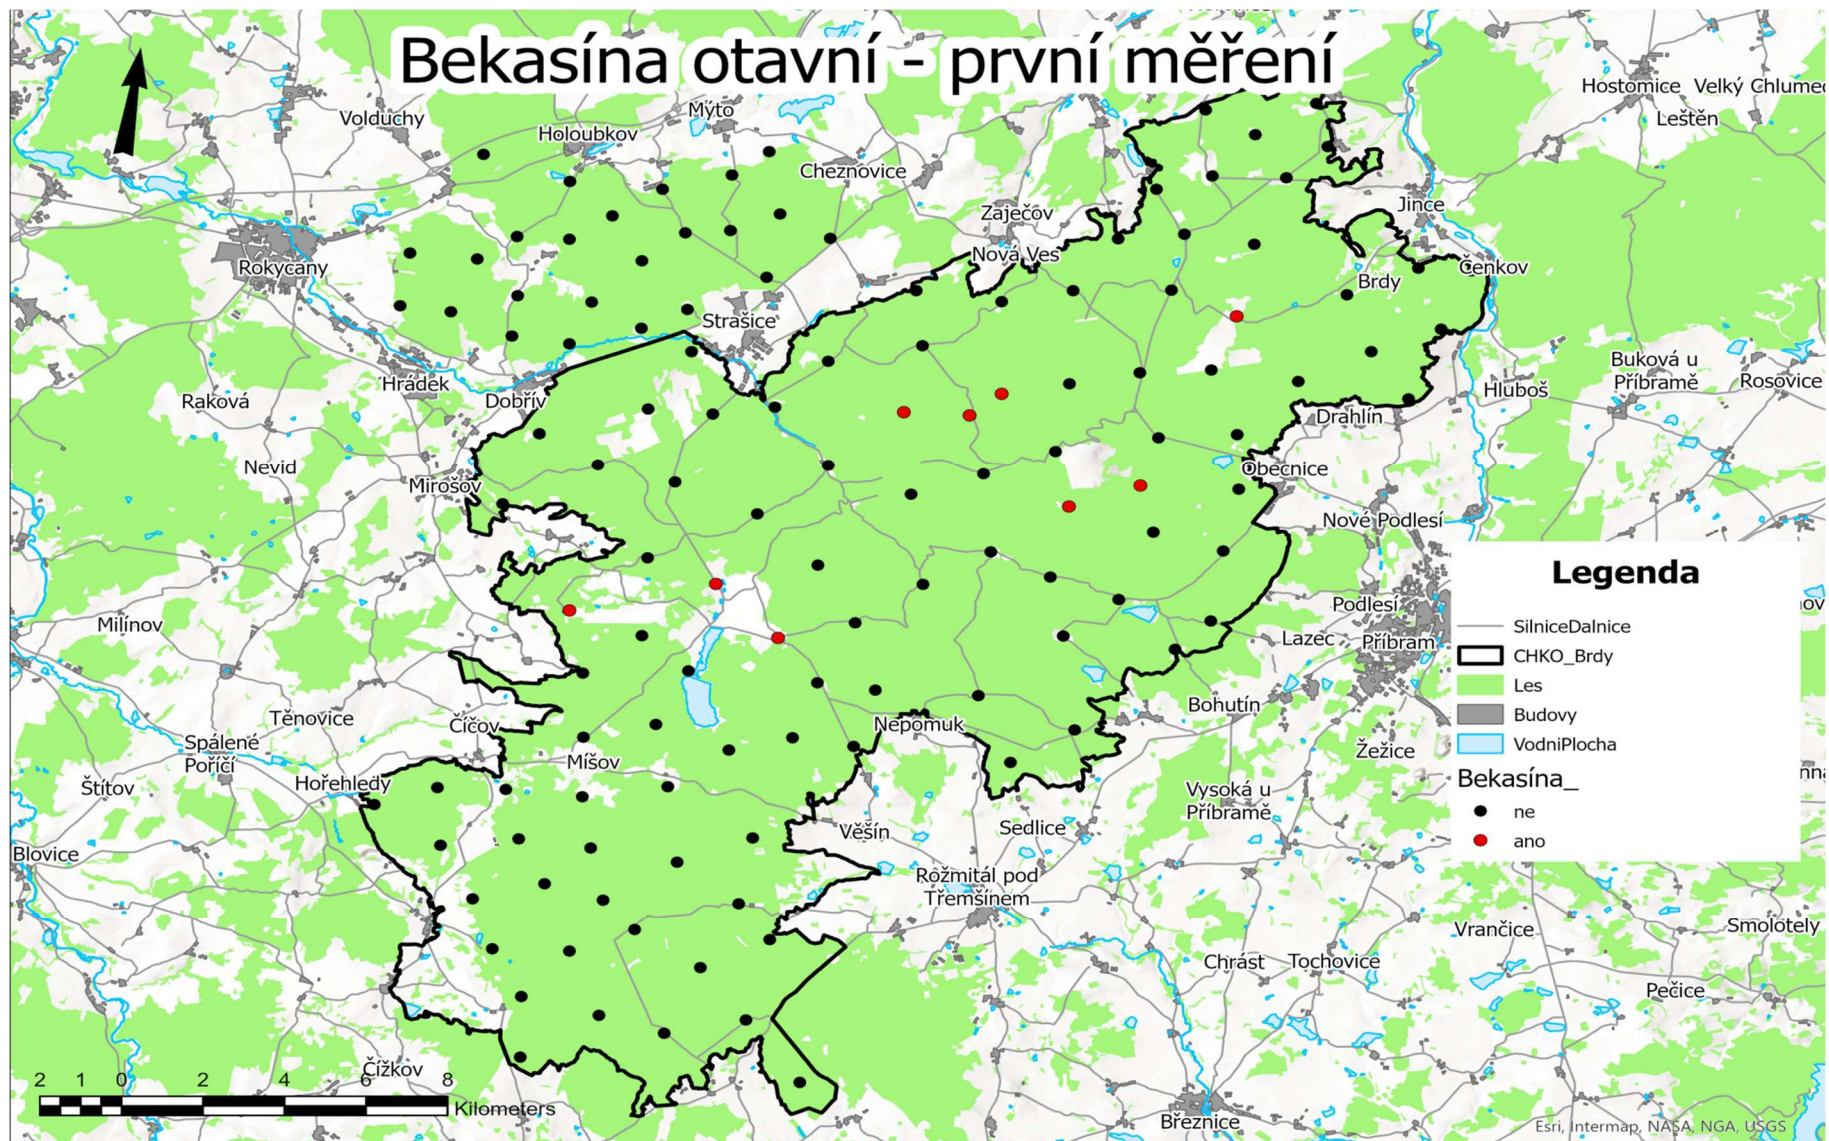 Bekasína otavní - první měření
Hostomice
Velký Chlumec
Leštěn
Volduchy
Mýto
Holoubkov
Cheznovice
Zaječov
Jince
Nová Ves
Rokycany
Čenkov
Brdy
Strašice
Hrádek
Dobřív
Raková
Buková u
Příbramě
Rosovice
Hluboš
Drahlín
Nevid
Mirošov
Obecnice
Nové Podlesí
Milínov
Podlesí
Lazec
Příbram
Těnovice
Číčov
Nepomuk
Bohutín
Spálené
Poříčí
Míšov
Žežice
Štítov
Hořehledy
Vysoká u
Příbramě
Věšín
Sedlice
Blovice
Rožmitál pod
Třemšínem
Vrančice
Smolotely
Chrást
Tochovice
Pečice
Čížkov
Březnice
Legenda
SilniceDalnice
CHKO_Brdy
Les
Budovy
VodniPlocha
Bekasína_
ne
ano
2 1 0 2 4 6 8
Kilometers
Esri, Intermap, NASA, NGA, USGS